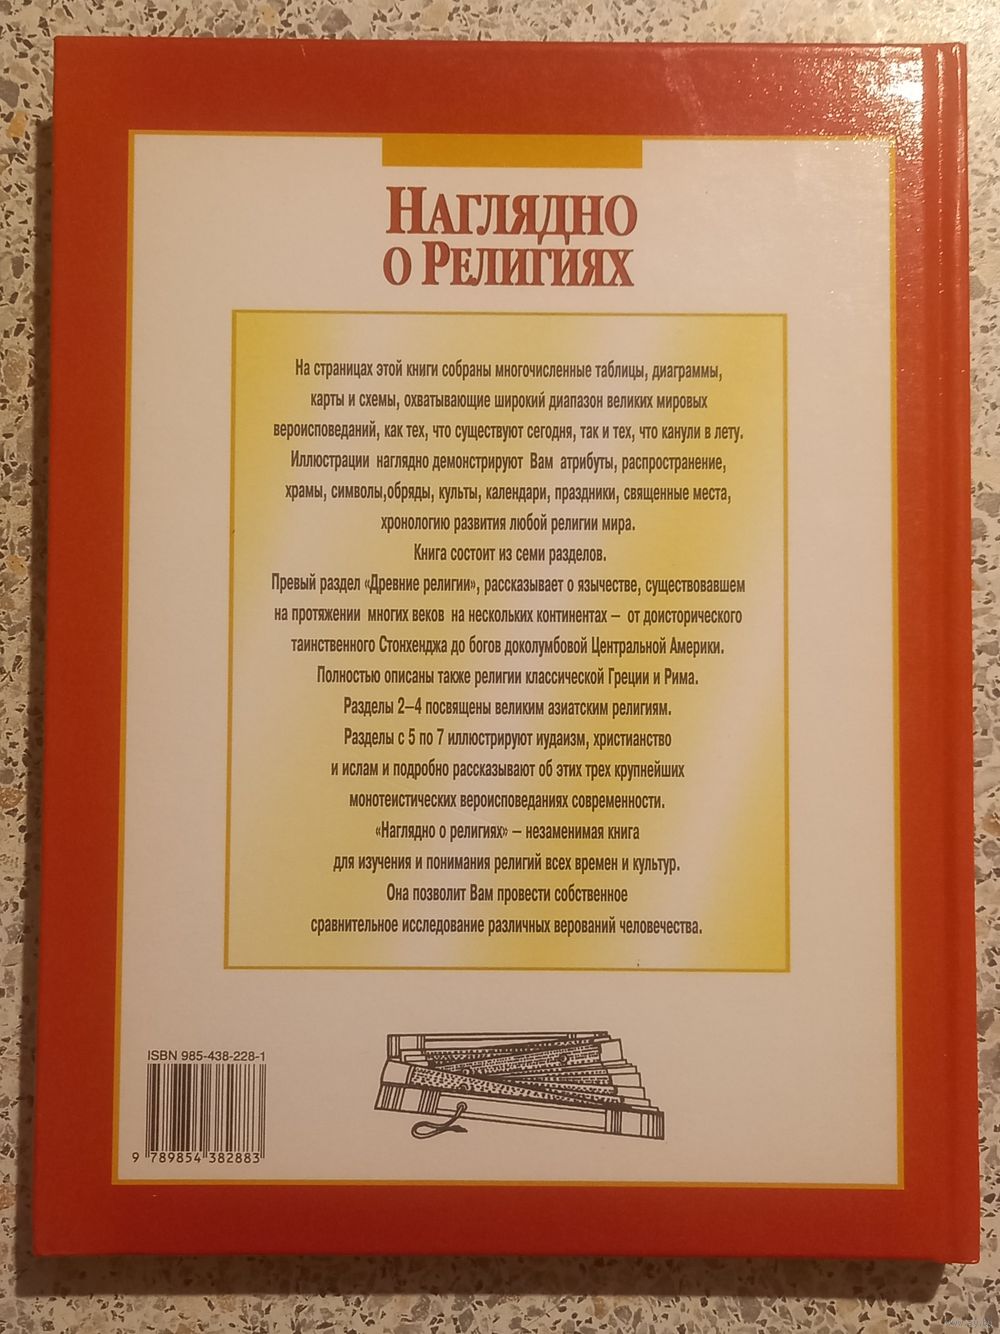 НАГЛЯДНО
О РЕЛИГИЯХ
На страницах этой книги собраны многочисленные таблицы, диаграммы,
карты и схемы, охватывающие широкий диапазон великих мировых
вероисповеданий, как тех, что существуют сегодня, так и тех, что канули в лету.
Иллюстрации наглядно демонстрируют Вам атрибуты, распространение,
храмы, символы,обряды, культы, календари, праздники, священные места,
хронологию развития любой религии мира.
Книга состоит из семи разделов.
Превый раздел «Древние религии», рассказывает о язычестве, существовавшем
на протяжении многих веков на нескольких континентах – от доисторического
таинственного Стонхенджа до богов доколумбовой Центральной Америки.
Полностью описаны также религии классической Греции и Рима.
Разделы 2–4 посвящены великим азиатским религиям.
Разделы с 5 по 7 иллюстрируют иудаизм, христианство
и ислам и подробно рассказывают об этих трех крупнейших
монотеистических вероисповеданиях современности.
«Наглядно о религиях» – незаменимая книга
для изучения и понимания религий всех времен и культур.
Она позволит Вам провести собственное
сравнительное исследование различных верований человечества.
ISBN 985-438-228-1
9 789854 382883